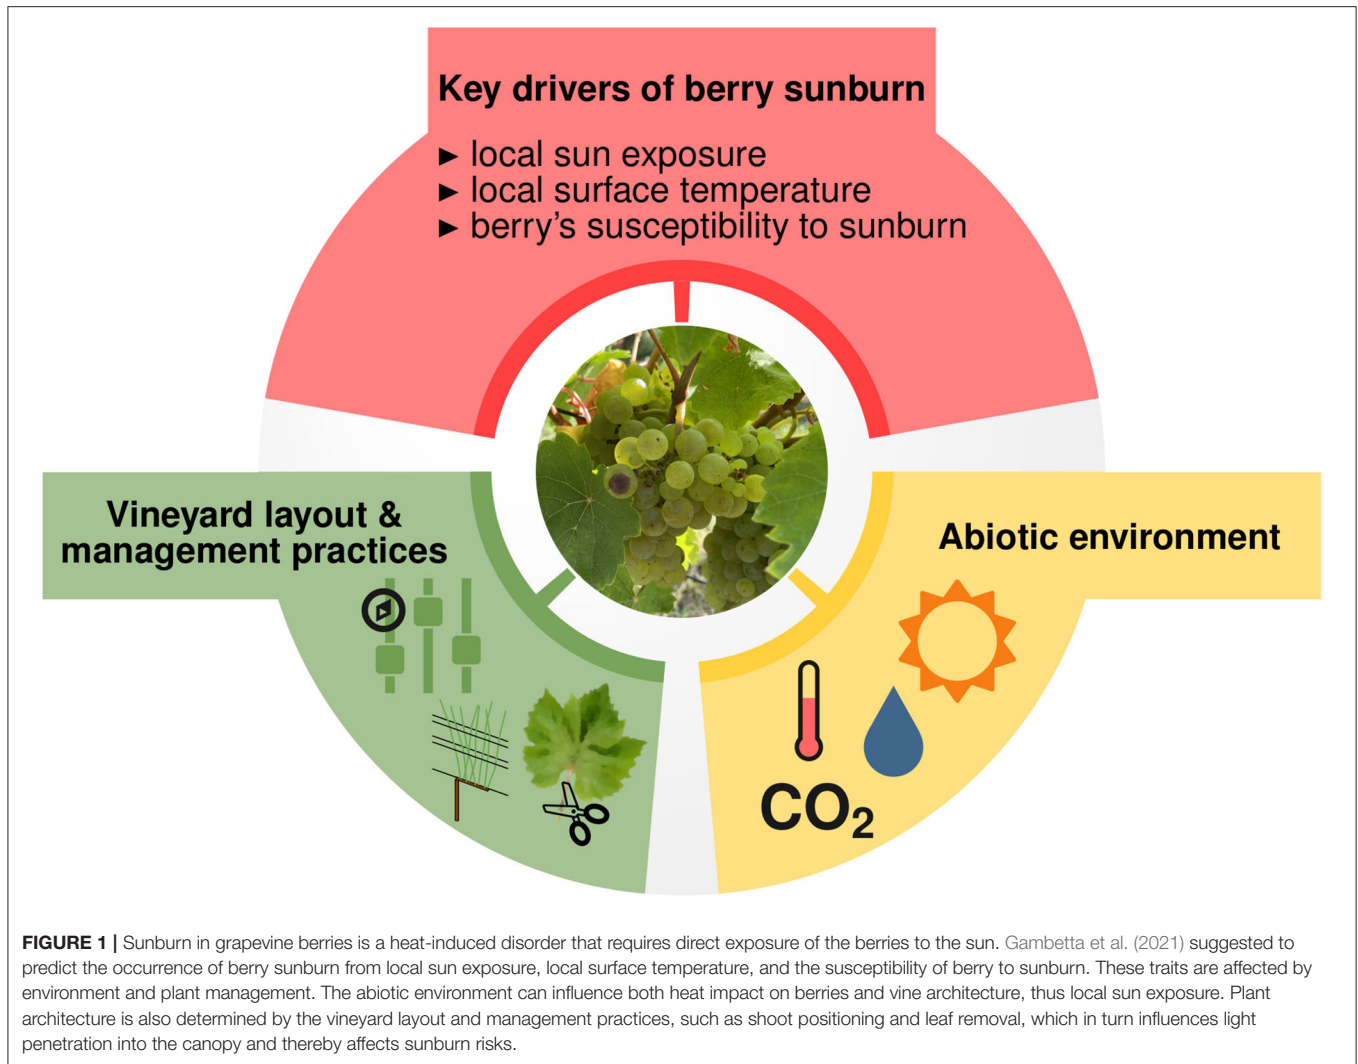 Key drivers of berry sunburn
► local sun exposure
► local surface temperature
► berry’s susceptibility to sunburn
Vineyard layout &
management practices
Abiotic environment
CO₂
FIGURE 1 | Sunburn in grapevine berries is a heat-induced disorder that requires direct exposure of the berries to the sun. Gambetta et al. (2021) suggested to
predict the occurrence of berry sunburn from local sun exposure, local surface temperature, and the susceptibility of berry to sunburn. These traits are affected by
environment and plant management. The abiotic environment can influence both heat impact on berries and vine architecture, thus local sun exposure. Plant
architecture is also determined by the vineyard layout and management practices, such as shoot positioning and leaf removal, which in turn influences light
penetration into the canopy and thereby affects sunburn risks.